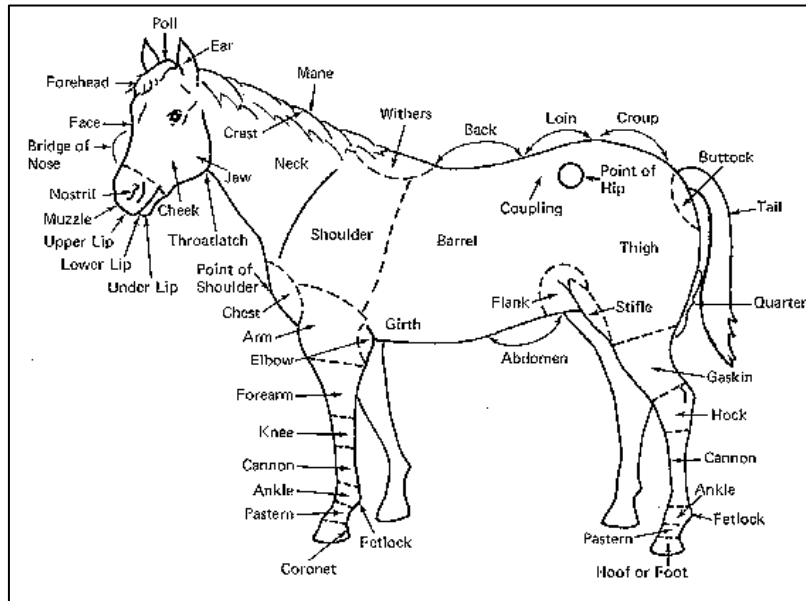 Poll
Ear
Forehead
Mane
Face
Crest
Withers
Back
Loin
Croup
Bridge of
Nose
Neck
Buttock
Jaw
Point of
Hip
Nostril
Cheek
Coupling
Tail
Muzzle
Upper Lip
Throatlatch
Shoulder
Barrel
Thigh
Lower Lip
Under Lip
Point of
Shoulder
Flank
Stifle
Quarter
Chest
Arm
Girth
Elbow
Abdomen
Gaskin
Forearm
Hock
Knee
Cannon
Cannon
Ankle
Ankle
Pastern
Fetlock
Fetlock
Pastern
Coronet
Hoof or Foot